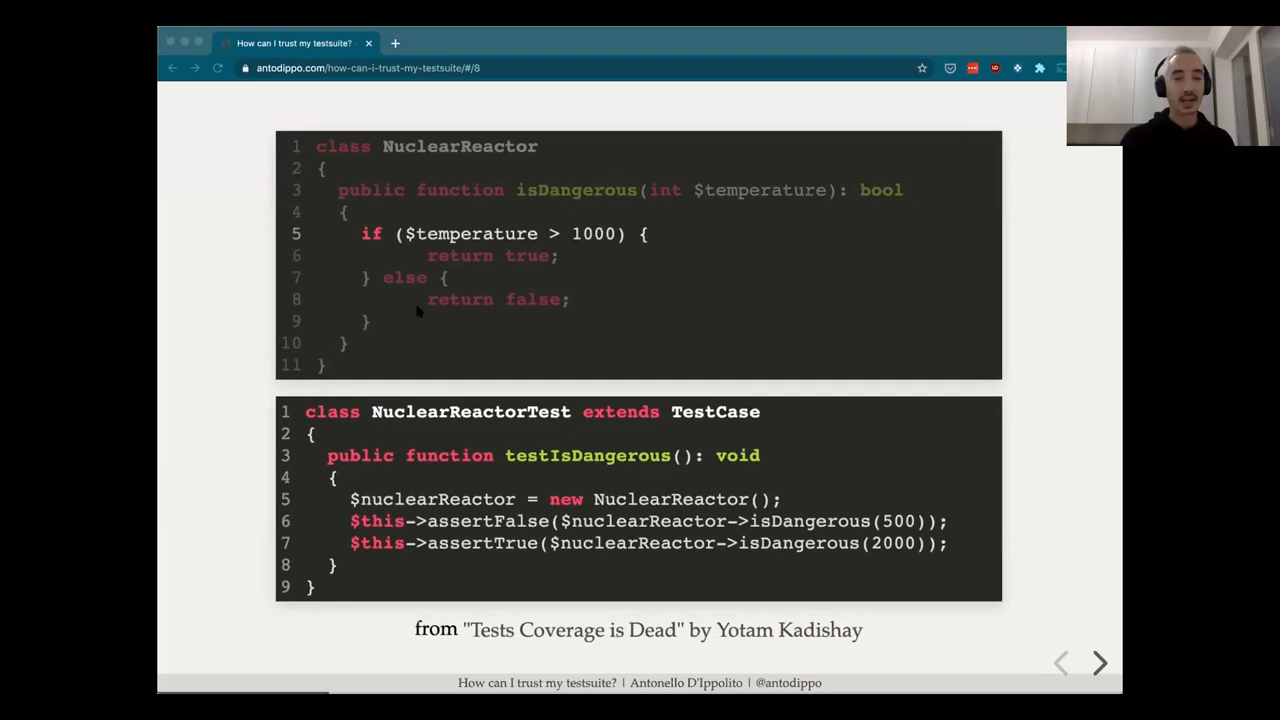 How can I trust my testsuite?
antodippo.com/how-can-i-trust-my-testsuite/#/8
1 class NuclearReactor
2 {
3 public function isDangerous(int $temperature): bool
4 {
5 if ($temperature > 1000) {
6 return true;
7 } else {
8 return false;
9 }
10 }
11 }
1 class NuclearReactorTest extends TestCase
2 {
3 public function testIsDangerous(): void
4 {
5 $nuclearReactor = new NuclearReactor();
6 $this->assertFalse($nuclearReactor->isDangerous(500));
7 $this->assertTrue($nuclearReactor->isDangerous(2000));
8 }
9 }
from "Tests Coverage is Dead" by Yotam Kadishay
How can I trust my testsuite? | Antonello D'Ippolito | @antodippo